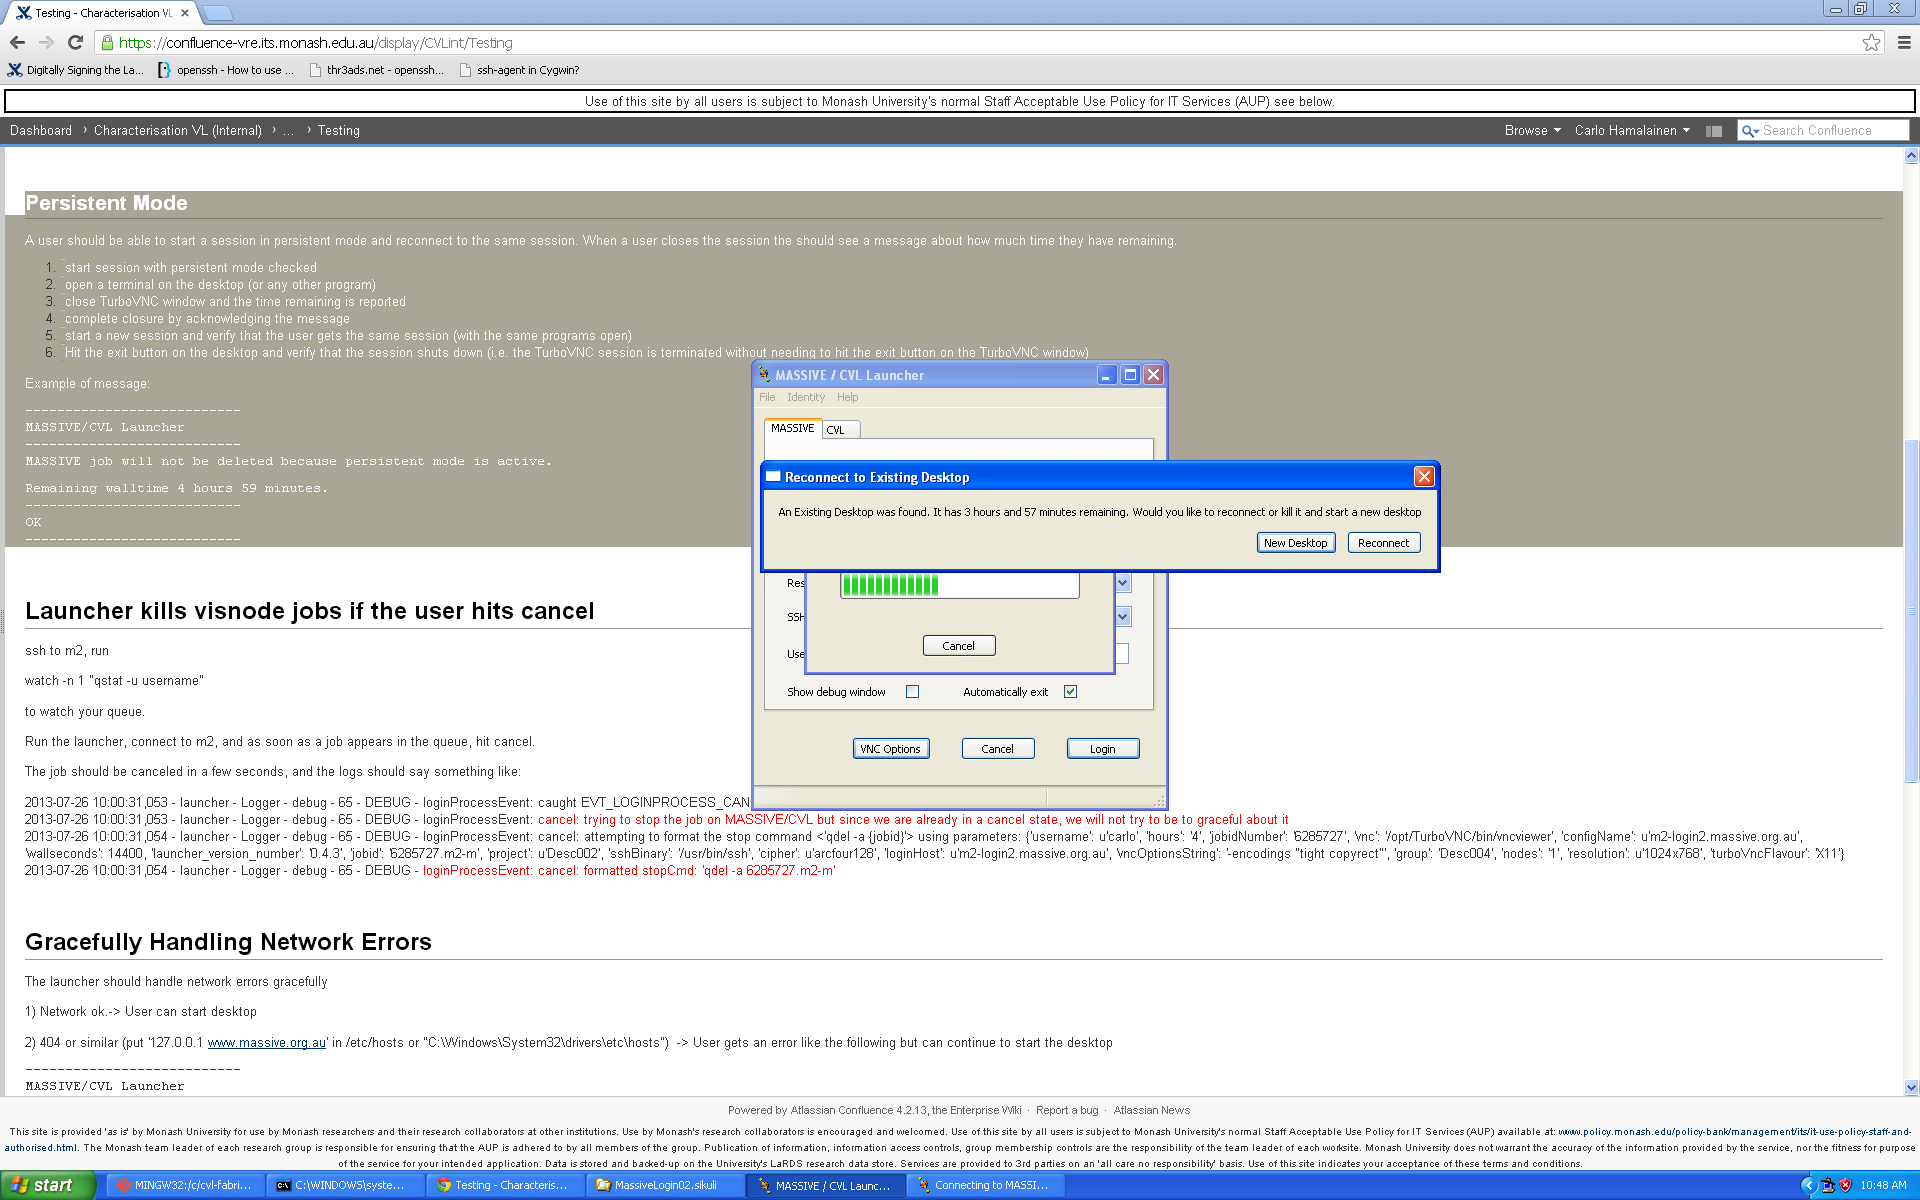 Testing - Characterisation VL
https://confluence-vre.its.monash.edu.au/display/CVLint/Testing
Digitally Signing the La... openssh - How to use ... thr3ads.net - openssh... ssh-agent in Cygwin?
Use of this site by all users is subject to Monash University's normal Staff Acceptable Use Policy for IT Services (AUP) see below.
Dashboard › Characterisation VL (Internal) › ... › Testing Browse Carlo Hamalainen Search Confluence
Persistent Mode
A user should be able to start a session in persistent mode and reconnect to the same session. When a user closes the session the should see a message about how much time they have remaining.
1. start session with persistent mode checked
2. open a terminal on the desktop (or any other program)
3. close TurboVNC window and the time remaining is reported
4. complete closure by acknowledging the message
5. start a new session and verify that the user gets the same session (with the same programs open)
6. Hit the exit button on the desktop and verify that the session shuts down (i.e. the TurboVNC session is terminated without needing to hit the exit button on the TurboVNC window)
Example of message:
---------------------------
MASSIVE/CVL Launcher
---------------------------
MASSIVE job will not be deleted because persistent mode is active.
Remaining walltime 4 hours 59 minutes.
---------------------------
OK
---------------------------
MASSIVE / CVL Launcher
File Identity Help
MASSIVE CVL
Reconnect to Existing Desktop
An Existing Desktop was found. It has 3 hours and 57 minutes remaining. Would you like to reconnect or kill it and start a new desktop
New Desktop Reconnect
Res
SSH
Cancel
Use
Show debug window Automatically exit
VNC Options Cancel Login
Launcher kills visnode jobs if the user hits cancel
ssh to m2, run
watch -n 1 "qstat -u username"
to watch your queue.
Run the launcher, connect to m2, and as soon as a job appears in the queue, hit cancel.
The job should be canceled in a few seconds, and the logs should say something like:
2013-07-26 10:00:31,053 - launcher - Logger - debug - 65 - DEBUG - loginProcessEvent: caught EVT_LOGINPROCESS_CAN
2013-07-26 10:00:31,053 - launcher - Logger - debug - 65 - DEBUG - loginProcessEvent: cancel: trying to stop the job on MASSIVE/CVL but since we are already in a cancel state, we will not try to be to graceful about it
2013-07-26 10:00:31,054 - launcher - Logger - debug - 65 - DEBUG - loginProcessEvent: cancel: attempting to format the stop command <'qdel -a {jobid}'> using parameters: {'username': u'carlo', 'hours': '4', 'jobidNumber': '6285727', 'vnc': '/opt/TurboVNC/bin/vncviewer', 'configName': u'm2-login2.massive.org.au',
'wallseconds': 14400, 'launcher_version_number': '0.4.3', 'jobid': '6285727.m2-m', 'project': u'Desc002', 'sshBinary': '/usr/bin/ssh', 'cipher': u'arcfour128', 'loginHost': u'm2-login2.massive.org.au', 'vncOptionsString': '-encodings "tight copyrect"', 'group': 'Desc004', 'nodes': '1', 'resolution': u'1024x768', 'turboVncFlavour': 'X11'}
2013-07-26 10:00:31,054 - launcher - Logger - debug - 65 - DEBUG - loginProcessEvent: cancel: formatted stopCmd: 'qdel -a 6285727.m2-m'
Gracefully Handling Network Errors
The launcher should handle network errors gracefully
1) Network ok.-> User can start desktop
2) 404 or similar (put '127.0.0.1 www.massive.org.au' in /etc/hosts or "C:\Windows\System32\drivers\etc\hosts") -> User gets an error like the following but can continue to start the desktop
---------------------------
MASSIVE/CVL Launcher
Powered by Atlassian Confluence 4.2.13, the Enterprise Wiki · Report a bug · Atlassian News
This site is provided 'as is' by Monash University for use by Monash researchers and their research collaborators at other institutions. Use by Monash's research collaborators is encouraged and welcomed. Use of this site by all users is subject to Monash University's normal Staff Acceptable Use Policy for IT Services (AUP) available at: www.policy.monash.edu/policy-bank/management/its/it-use-policy-staff-and-
authorised.html. The Monash team leader of each research group is responsible for ensuring that the AUP is adhered to by all members of the group. Publication of information, information access controls, group membership controls are the responsibility of the team leader of each worksite. Monash University does not warrant the accuracy of the information provided by the service, nor the fitness for purpose
of the service for your intended application. Data is stored and backed-up on the University's LaRDS research data store. Services are provided to 3rd parties on an 'all care no responsibility' basis. Use of this site indicates your acceptance of these terms and conditions.
start MINGW32:/c/cvl-fabri... C:\WINDOWS\syste... Testing - Characteris... MassiveLogin02.sikuli MASSIVE / CVL Launc... Connecting to MASSI... 10:48 AM